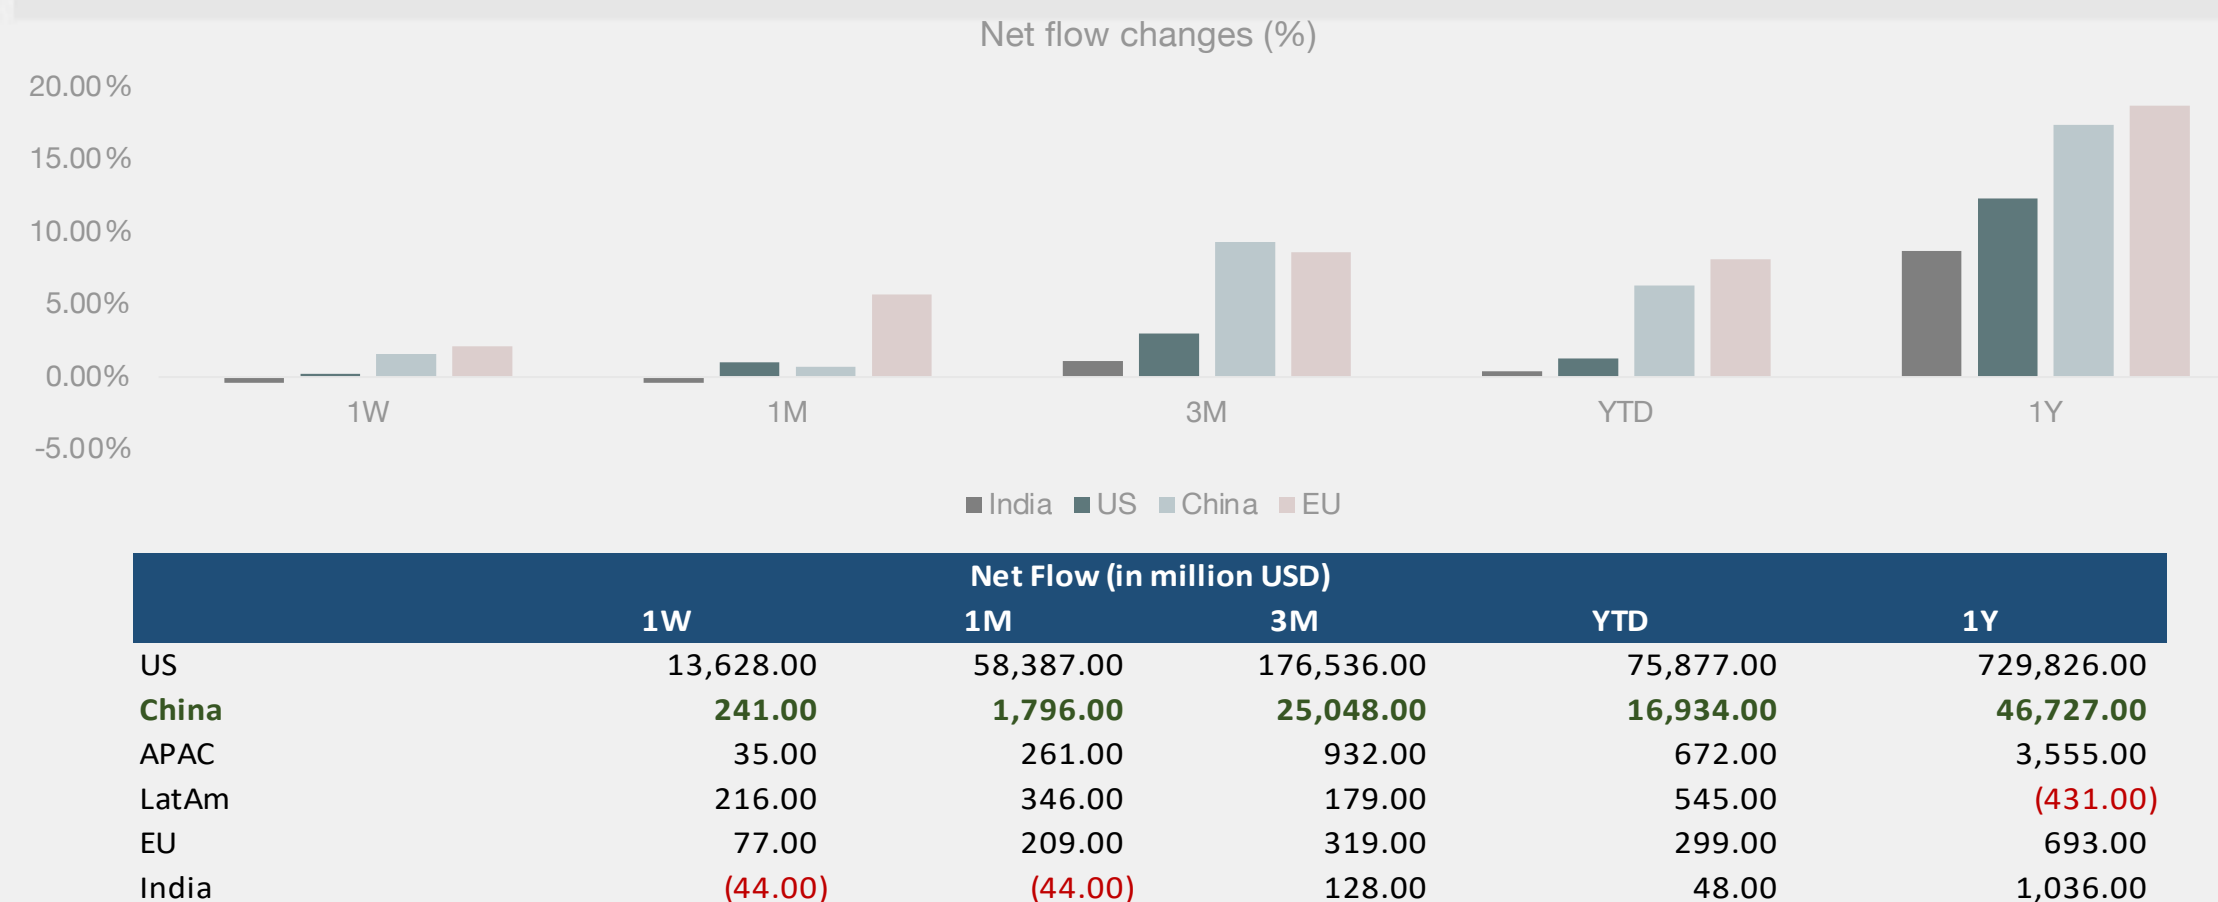 Net flow changes (%)
20.00%
15.00%
10.00%
5.00%
0.00%
1W 1M 3M YTD 1Y
-5.00%
India US China EU
Net Flow (in million USD)
1W 1M 3M YTD 1Y
US 13,628.00 58,387.00 176,536.00 75,877.00 729,826.00
China 241.00 1,796.00 25,048.00 16,934.00 46,727.00
APAC 35.00 261.00 932.00 672.00 3,555.00
LatAm 216.00 346.00 179.00 545.00 (431.00)
EU 77.00 209.00 319.00 299.00 693.00
India (44.00) (44.00) 128.00 48.00 1,036.00